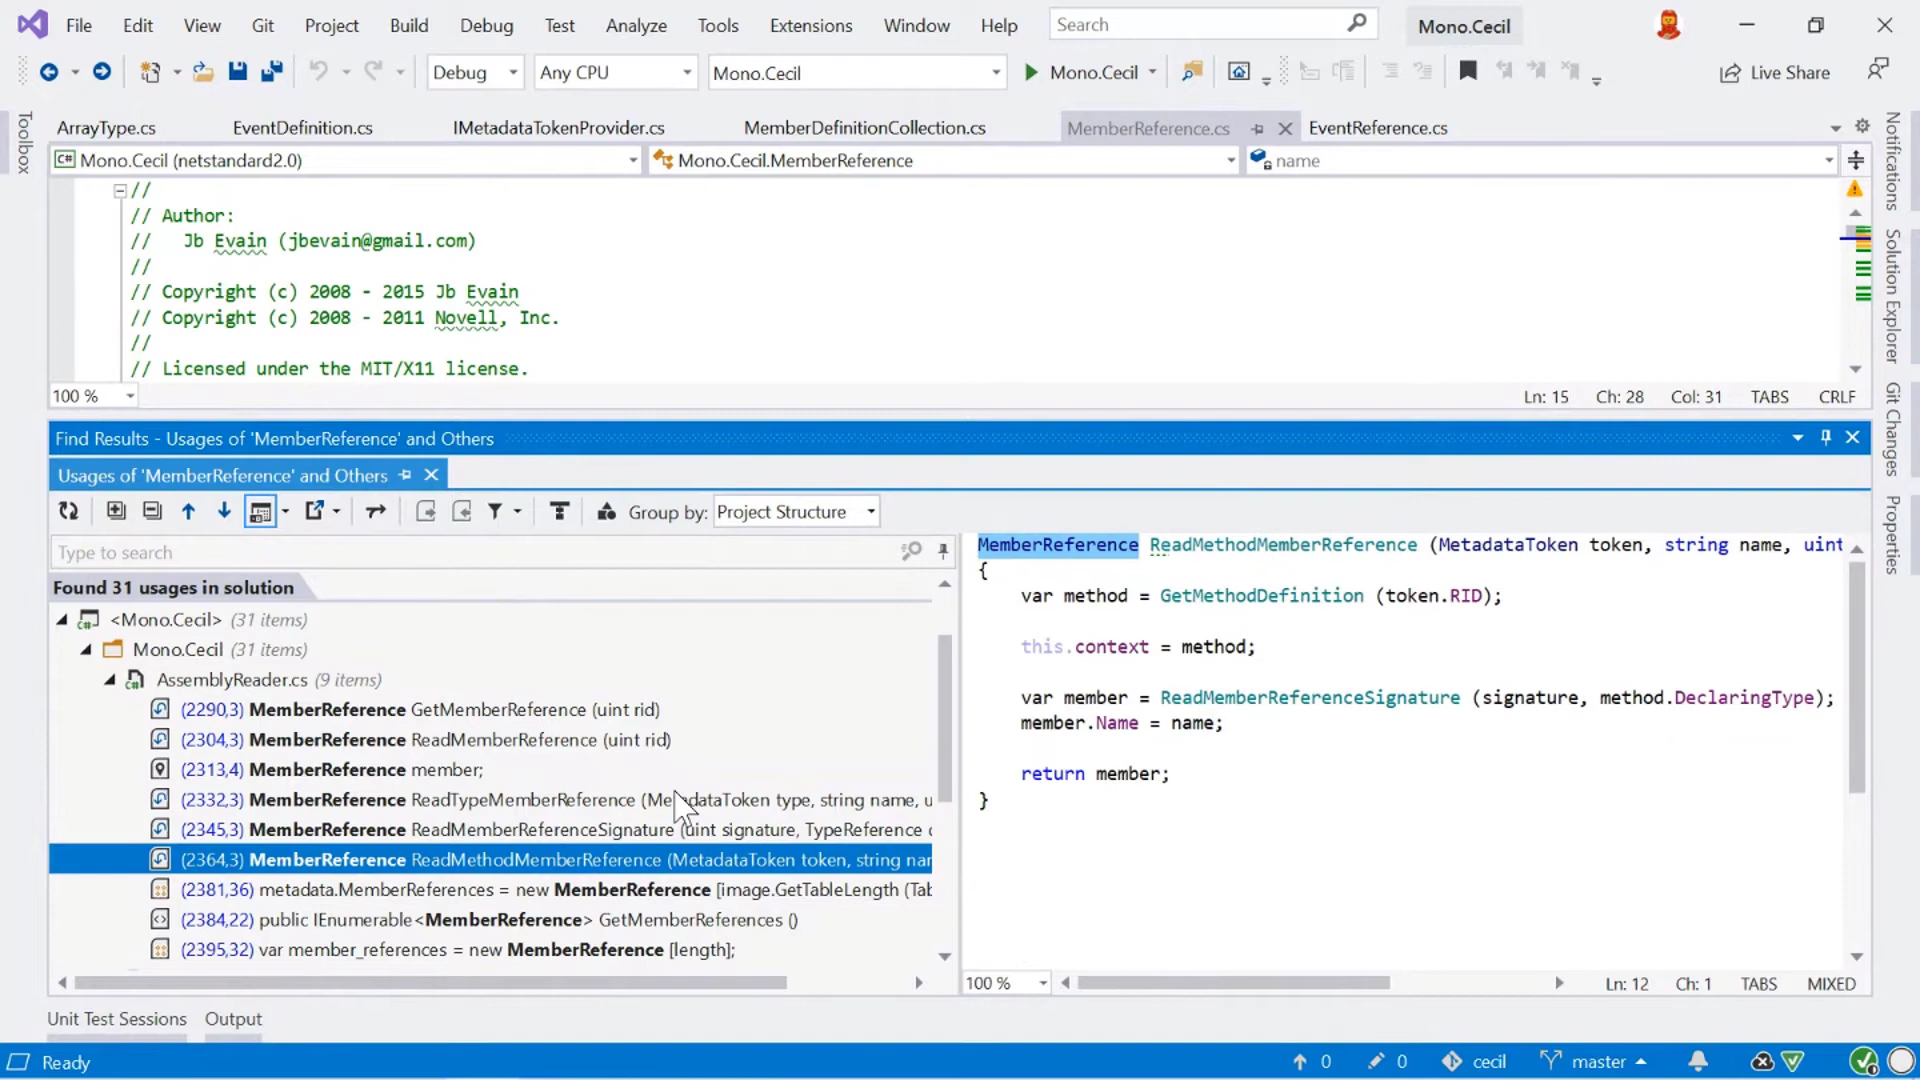 File Edit View Git Project Build Debug Test Analyze Tools Extensions Window Help Search Mono.Cecil
Debug Any CPU Mono.Cecil Mono.Cecil Live Share
ArrayType.cs EventDefinition.cs IMetadataTokenProvider.cs MemberDefinitionCollection.cs MemberReference.cs EventReference.cs
Mono.Cecil (netstandard2.0) Mono.Cecil.MemberReference name
//
// Author:
//   Jb Evain (jbevain@gmail.com)
//
// Copyright (c) 2008 - 2015 Jb Evain
// Copyright (c) 2008 - 2011 Novell, Inc.
//
// Licensed under the MIT/X11 license.
100 % Ln: 15 Ch: 28 Col: 31 TABS CRLF
Toolbox
Notifications
Solution Explorer
Git Changes
Properties
Find Results - Usages of 'MemberReference' and Others
Usages of 'MemberReference' and Others
Group by: Project Structure
Type to search
Found 31 usages in solution
<Mono.Cecil> (31 items)
Mono.Cecil (31 items)
AssemblyReader.cs (9 items)
(2290,3) MemberReference GetMemberReference (uint rid)
(2304,3) MemberReference ReadMemberReference (uint rid)
(2313,4) MemberReference member;
(2332,3) MemberReference ReadTypeMemberReference (MetadataToken type, string name, u
(2345,3) MemberReference ReadMemberReferenceSignature (uint signature, TypeReference
(2364,3) MemberReference ReadMethodMemberReference (MetadataToken token, string nar
(2381,36) metadata.MemberReferences = new MemberReference [image.GetTableLength (Tab
(2384,22) public IEnumerable<MemberReference> GetMemberReferences ()
(2395,32) var member_references = new MemberReference [length];
MemberReference ReadMethodMemberReference (MetadataToken token, string name, uint
{
var method = GetMethodDefinition (token.RID);
this.context = method;
var member = ReadMemberReferenceSignature (signature, method.DeclaringType);
member.Name = name;
return member;
}
100 % Ln: 12 Ch: 1 TABS MIXED
Unit Test Sessions Output
Ready 0 0 cecil master